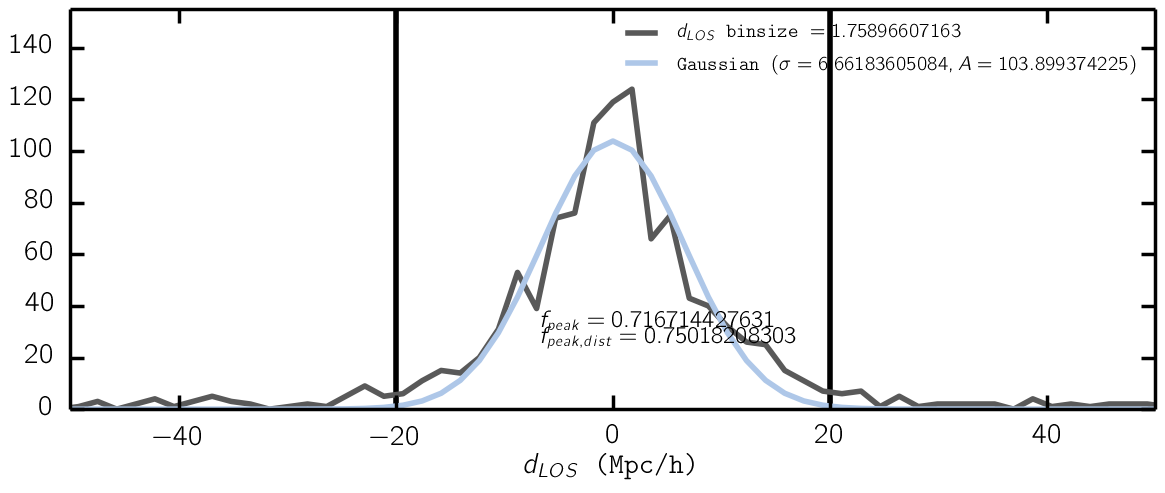 d_LOS binsize = 1.75896607163
Gaussian (σ = 6.66183605084, A = 103.899374225)
140
120
100
80
60
40
20
0
f_peak = 0.716714427631
f_peak,dist = 0.75018208303
−40 −20 0 20 40
d_LOS (Mpc/h)